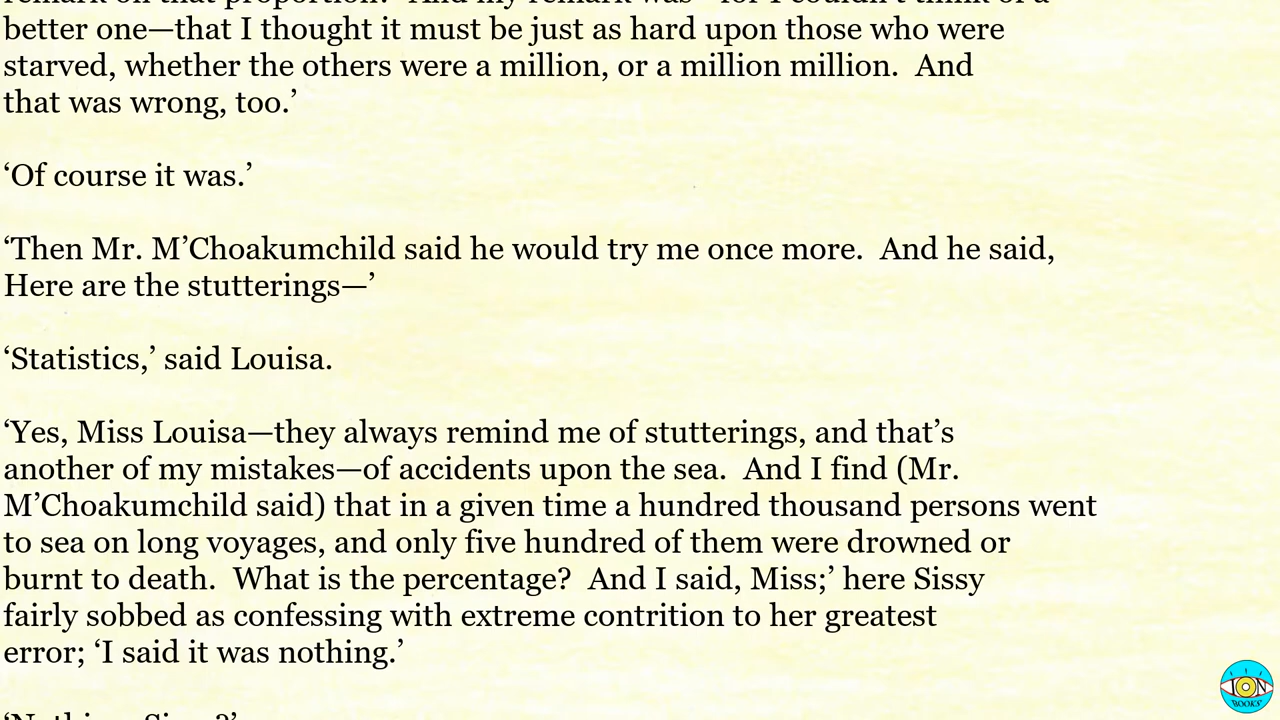 better one—that I thought it must be just as hard upon those who were
starved, whether the others were a million, or a million million.  And
that was wrong, too.’
‘Of course it was.’
‘Then Mr. M’Choakumchild said he would try me once more.  And he said,
Here are the stutterings—’
‘Statistics,’ said Louisa.
‘Yes, Miss Louisa—they always remind me of stutterings, and that’s
another of my mistakes—of accidents upon the sea.  And I find (Mr.
M’Choakumchild said) that in a given time a hundred thousand persons went
to sea on long voyages, and only five hundred of them were drowned or
burnt to death.  What is the percentage?  And I said, Miss;’ here Sissy
fairly sobbed as confessing with extreme contrition to her greatest
error; ‘I said it was nothing.’
ION
BOOKS